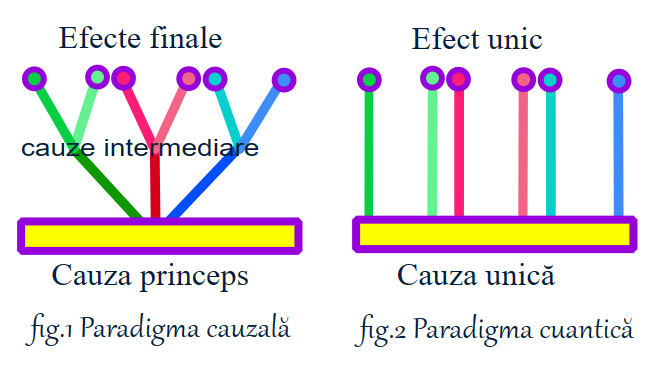 Efecte finale
cauze intermediare
Cauza princeps
fig.1 Paradigma cauzală
Efect unic
Cauza unică
fig.2 Paradigma cuantică